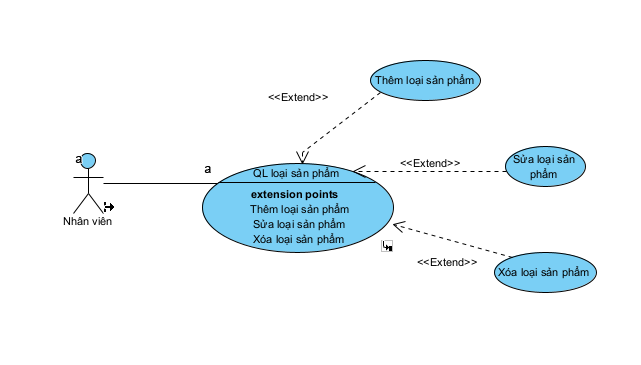 Thêm loại sản phẩm
<<Extend>>
a
a
QL loại sản phẩm
<<Extend>>
Sửa loại sản
phẩm
extension points
Thêm loại sản phẩm
Sửa loại sản phẩm
Xóa loại sản phẩm
Nhân viên
<<Extend>>
Xóa loại sản phẩm